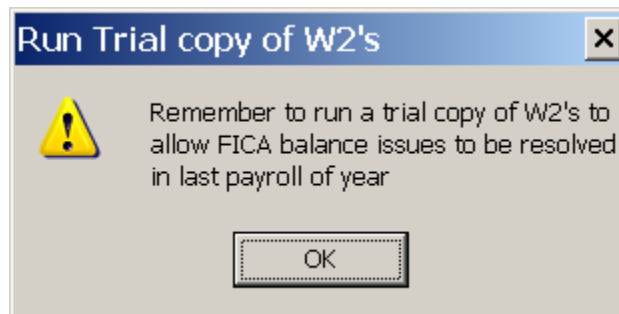 Run Trial copy of W2's
Remember to run a trial copy of W2's to
allow FICA balance issues to be resolved
in last payroll of year
OK